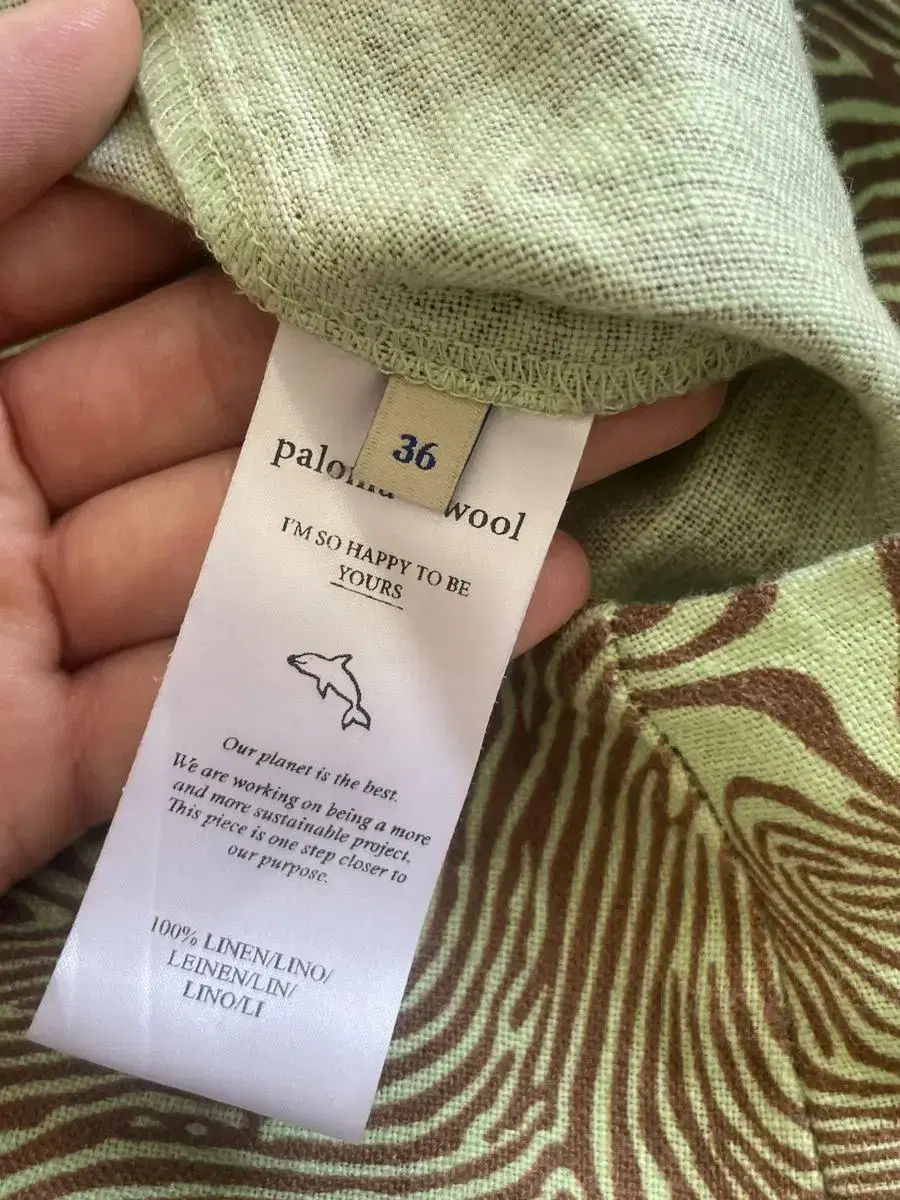 36
paloma wool
I'M SO HAPPY TO BE
YOURS
Our planet is the best.
We are working on being a more
and more sustainable project.
This piece is one step closer to
our purpose.
100% LINEN/LINO/
LEINEN/LIN/
LINO/LI